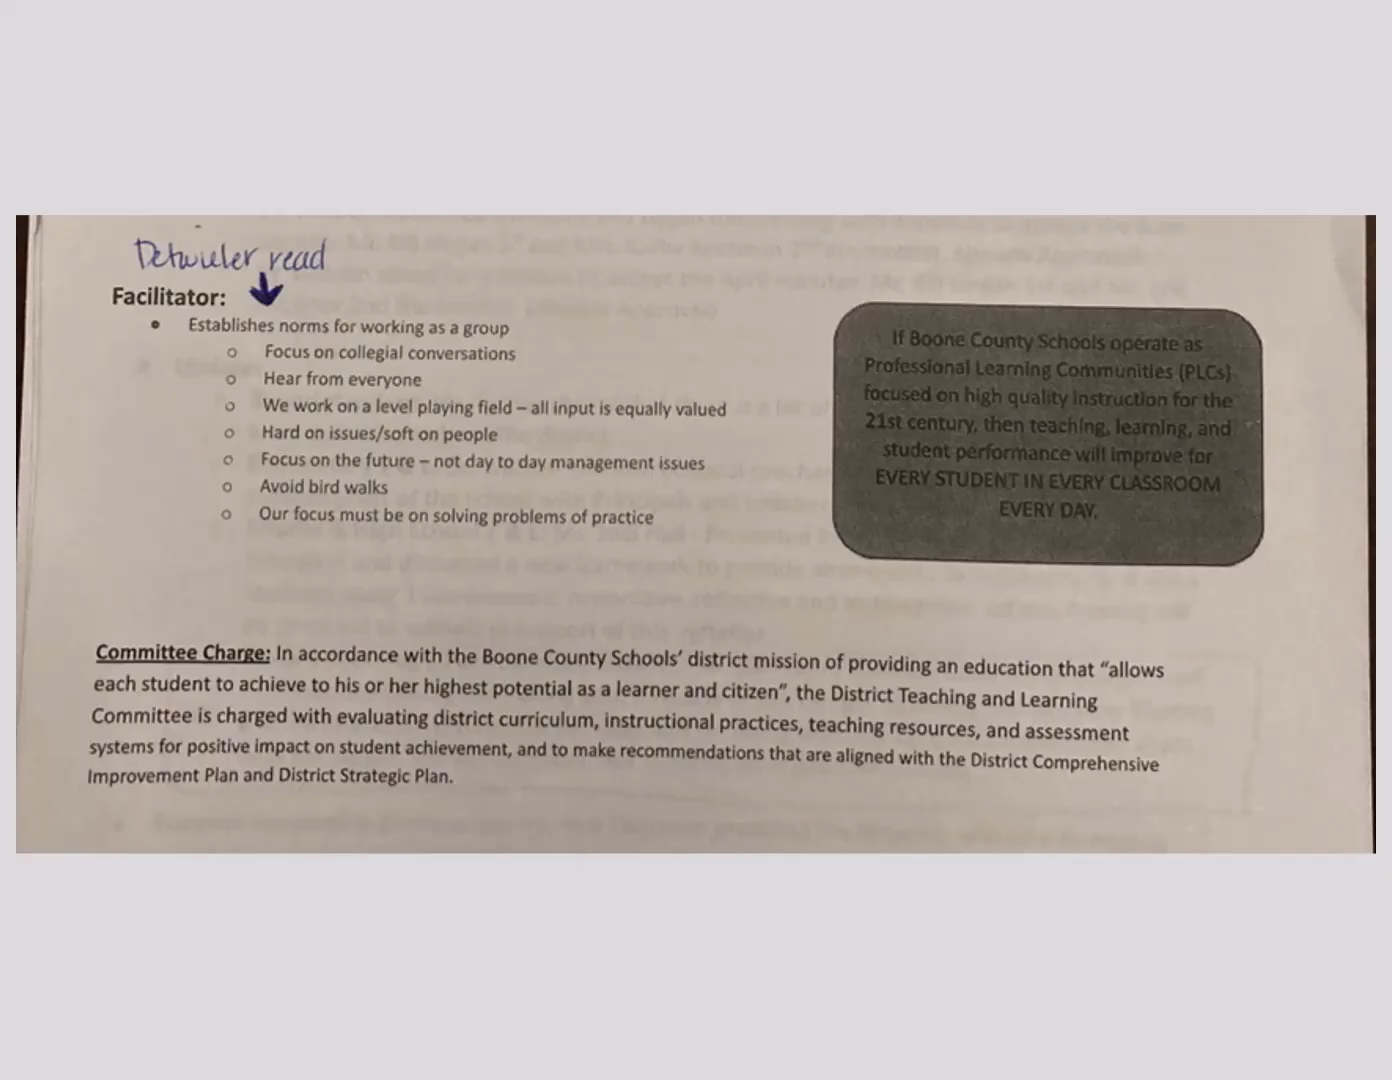 Detwieler read
Facilitator:
• Establishes norms for working as a group
o Focus on collegial conversations
o Hear from everyone
o We work on a level playing field – all input is equally valued
o Hard on issues/soft on people
o Focus on the future – not day to day management issues
o Avoid bird walks
o Our focus must be on solving problems of practice
If Boone County Schools operate as
Professional Learning Communities (PLCs)
focused on high quality instruction for the
21st century, then teaching, learning, and
student performance will improve for
EVERY STUDENT IN EVERY CLASSROOM
EVERY DAY.
Committee Charge: In accordance with the Boone County Schools’ district mission of providing an education that “allows
each student to achieve to his or her highest potential as a learner and citizen”, the District Teaching and Learning
Committee is charged with evaluating district curriculum, instructional practices, teaching resources, and assessment
systems for positive impact on student achievement, and to make recommendations that are aligned with the District Comprehensive
Improvement Plan and District Strategic Plan.